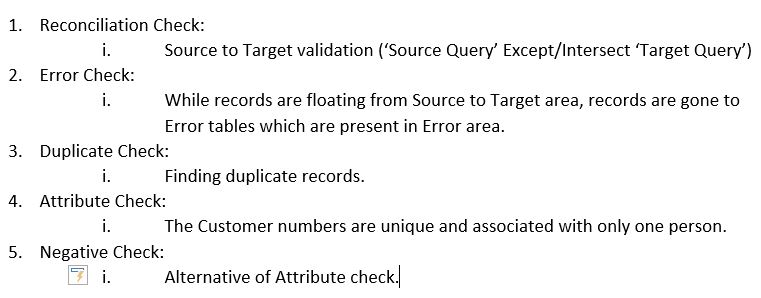 1. Reconciliation Check:
i. Source to Target validation (‘Source Query’ Except/Intersect ‘Target Query’)
2. Error Check:
i. While records are floating from Source to Target area, records are gone to
Error tables which are present in Error area.
3. Duplicate Check:
i. Finding duplicate records.
4. Attribute Check:
i. The Customer numbers are unique and associated with only one person.
5. Negative Check:
i. Alternative of Attribute check.